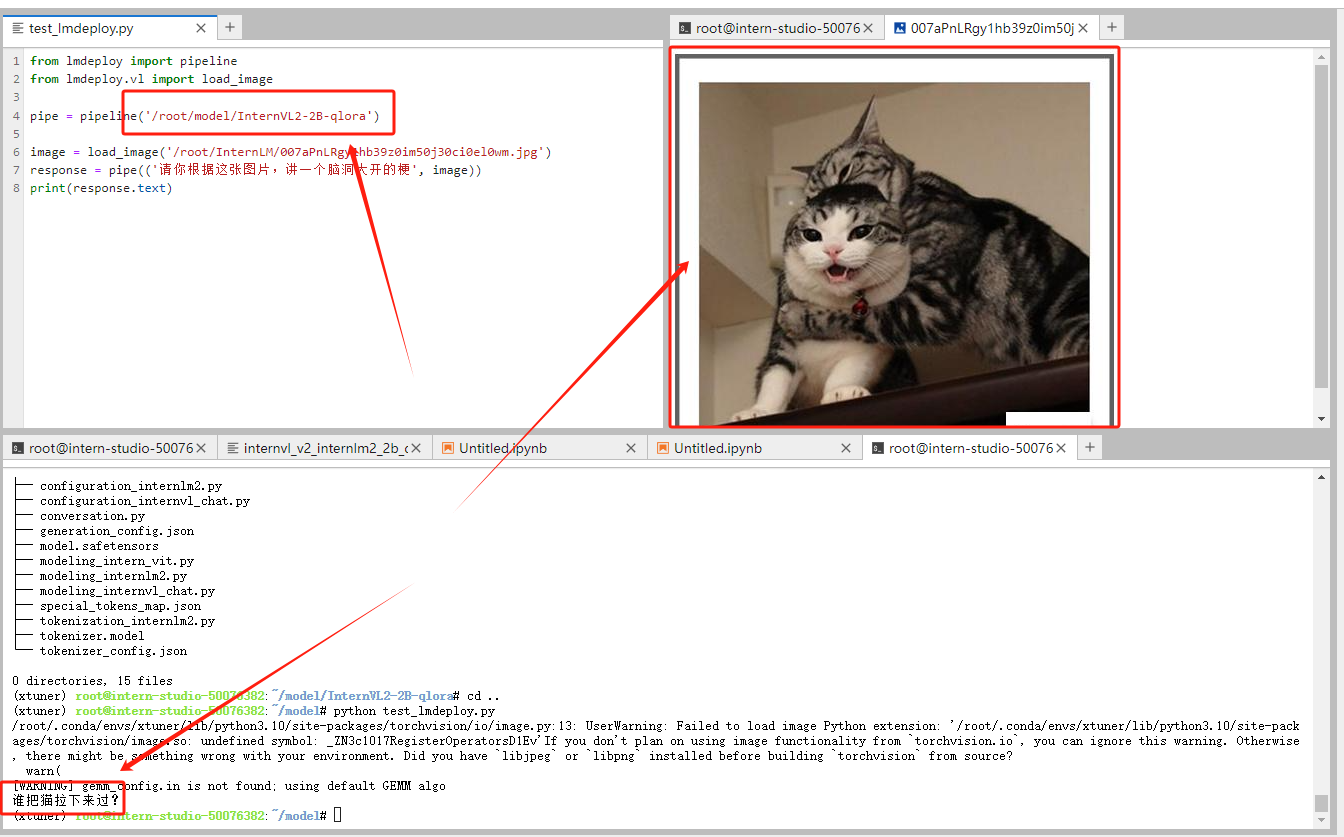 test_lmdeploy.py
root@intern-studio-50076
007aPnLRgy1hb39z0im50j
1 from lmdeploy import pipeline
2 from lmdeploy.vl import load_image
3
4 pipe = pipeline('/root/model/InternVL2-2B-qlora')
5
6 image = load_image('/root/InternLM/007aPnLRgy1hb39z0im50j30ci0el0wm.jpg')
7 response = pipe(('请你根据这张图片，讲一个脑洞大开的梗', image))
8 print(response.text)
root@intern-studio-50076
internvl_v2_internlm2_2b_
Untitled.ipynb
Untitled.ipynb
root@intern-studio-50076
├── configuration_internlm2.py
├── configuration_internvl_chat.py
├── conversation.py
├── generation_config.json
├── model.safetensors
├── modeling_intern_vit.py
├── modeling_internlm2.py
├── modeling_internvl_chat.py
├── special_tokens_map.json
├── tokenization_internlm2.py
├── tokenizer.model
└── tokenizer_config.json
0 directories, 15 files
(xtuner) root@intern-studio-50076382:~/model/InternVL2-2B-qlora# cd ..
(xtuner) root@intern-studio-50076382:~/model# python test_lmdeploy.py
/root/.conda/envs/xtuner/lib/python3.10/site-packages/torchvision/io/image.py:13: UserWarning: Failed to load image Python extension: '/root/.conda/envs/xtuner/lib/python3.10/site-pack
ages/torchvision/image.so: undefined symbol: _ZN3c1017RegisterOperatorsD1Ev'If you don't plan on using image functionality from `torchvision.io`, you can ignore this warning. Otherwise
, there might be something wrong with your environment. Did you have `libjpeg` or `libpng` installed before building `torchvision` from source?
warn(
[WARNING] gemm_config.in is not found; using default GEMM algo
谁把猫拉下来过？
(xtuner) root@intern-studio-50076382:~/model#